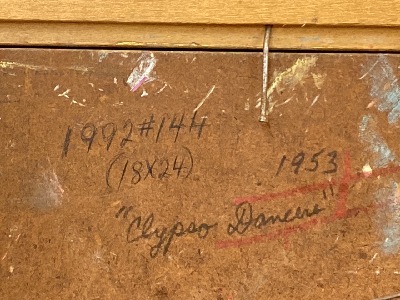 1992#144
(18X24)
1953
"Clypso Dancers"